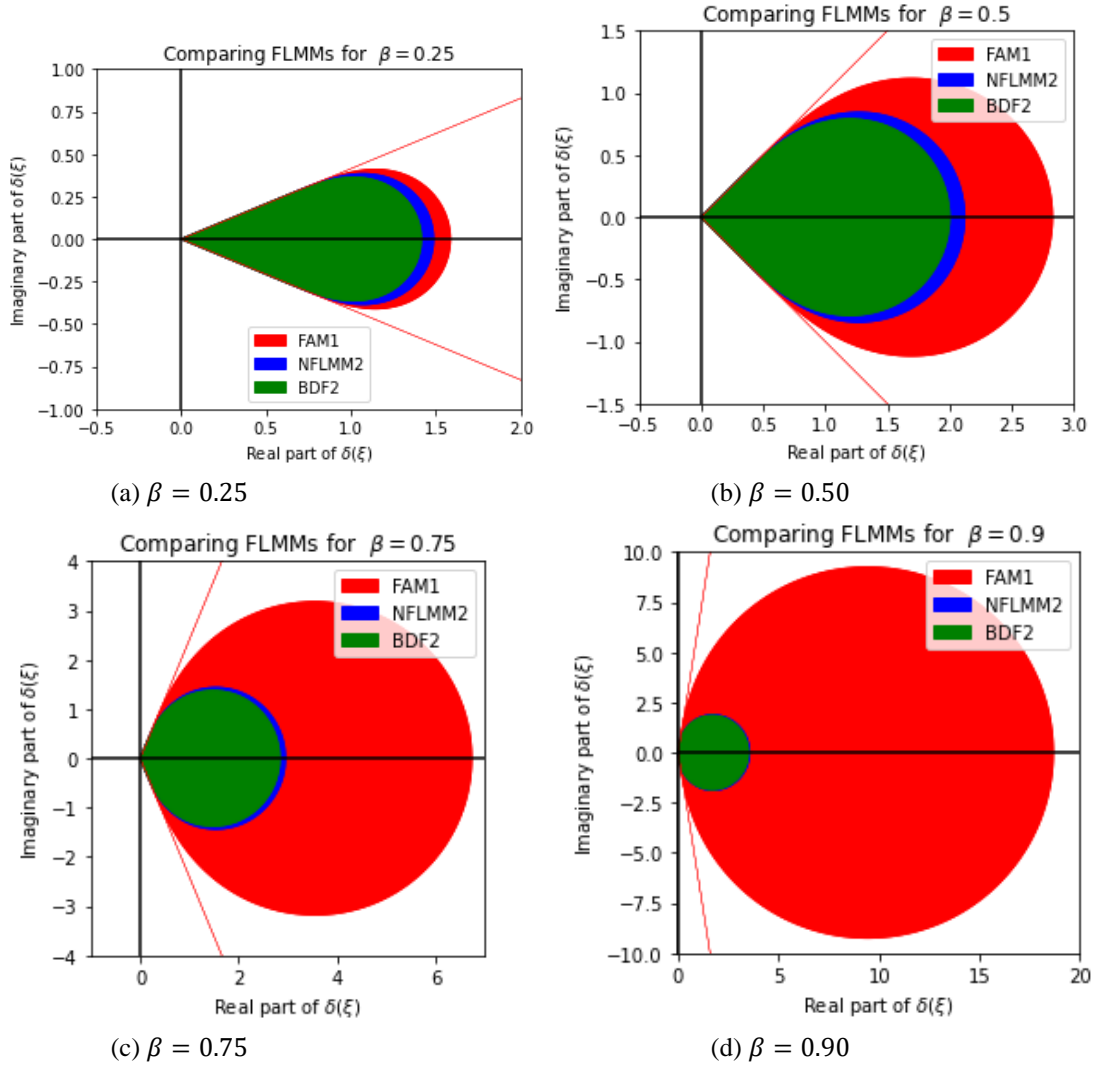 Comparing FLMMs for β = 0.25
1.00
0.75
0.50
0.25
0.00
−0.25
−0.50
−0.75
−1.00
Imaginary part of δ(ξ)
FAM1
NFLMM2
BDF2
−0.5
0.0
0.5
1.0
1.5
2.0
Real part of δ(ξ)
(a) β = 0.25
Comparing FLMMs for β = 0.5
1.5
1.0
0.5
0.0
−0.5
−1.0
−1.5
Imaginary part of δ(ξ)
FAM1
NFLMM2
BDF2
−0.5
0.0
0.5
1.0
1.5
2.0
2.5
3.0
Real part of δ(ξ)
(b) β = 0.50
Comparing FLMMs for β = 0.75
4
3
2
1
0
−1
−2
−3
−4
Imaginary part of δ(ξ)
FAM1
NFLMM2
BDF2
0
2
4
6
Real part of δ(ξ)
(c) β = 0.75
Comparing FLMMs for β = 0.9
10.0
7.5
5.0
2.5
0.0
−2.5
−5.0
−7.5
−10.0
Imaginary part of δ(ξ)
FAM1
NFLMM2
BDF2
0
5
10
15
20
Real part of δ(ξ)
(d) β = 0.90